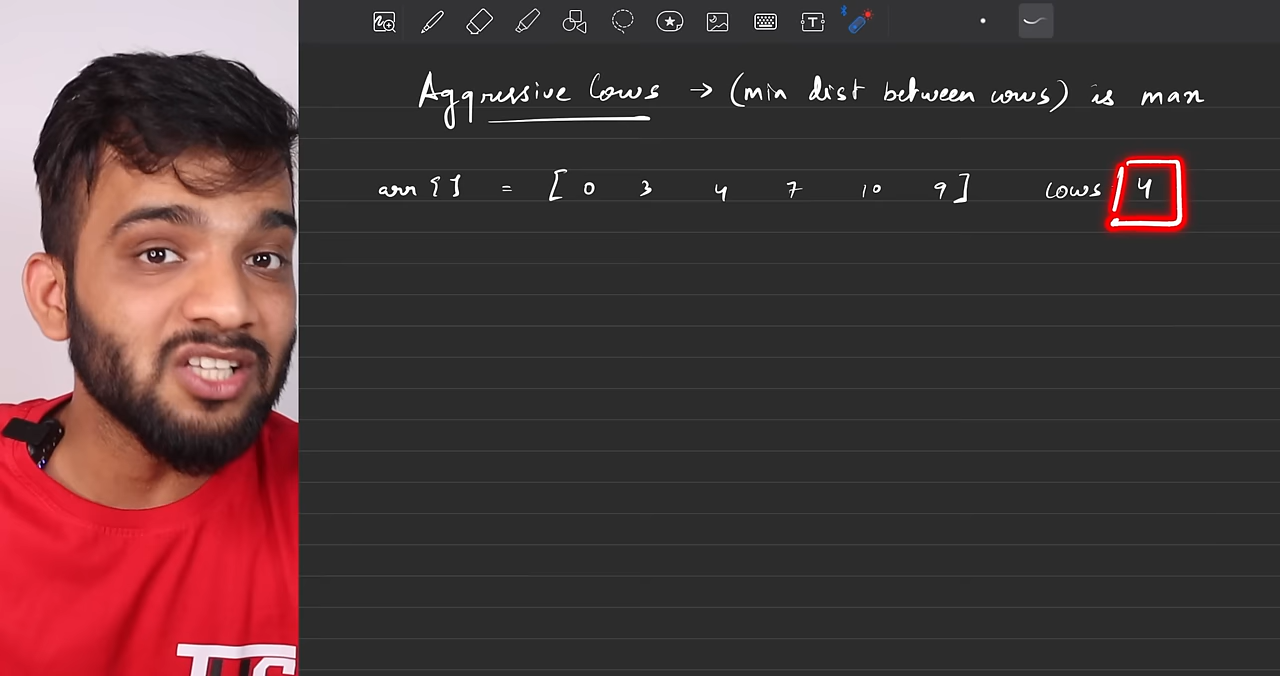 Aggressive Cows → (min dist between cows) is max
arr [] = [ 0 3 4 7 10 9 ] Cows 4
T